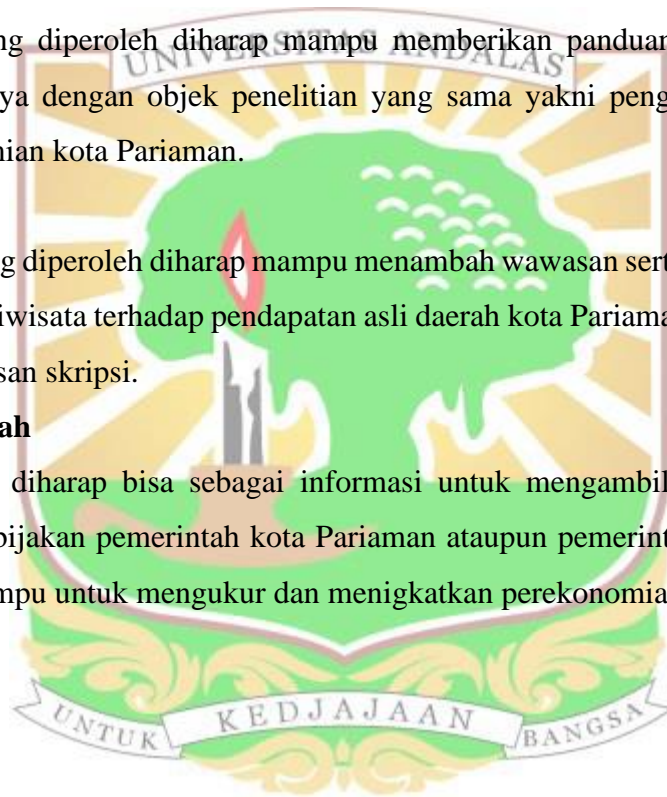 ng diperoleh diharap mampu memberikan panduan
UNIVERSITAS ANDALAS
ya dengan objek penelitian yang sama yakni peng
nian kota Pariaman.
g diperoleh diharap mampu menambah wawasan sert
iwisata terhadap pendapatan asli daerah kota Pariama
san skripsi.
ah
diharap bisa sebagai informasi untuk mengambil
bijakan pemerintah kota Pariaman ataupun pemerint
mpu untuk mengukur dan menigkatkan perekonomia
UNTUK KEDJAJAAN BANGSA